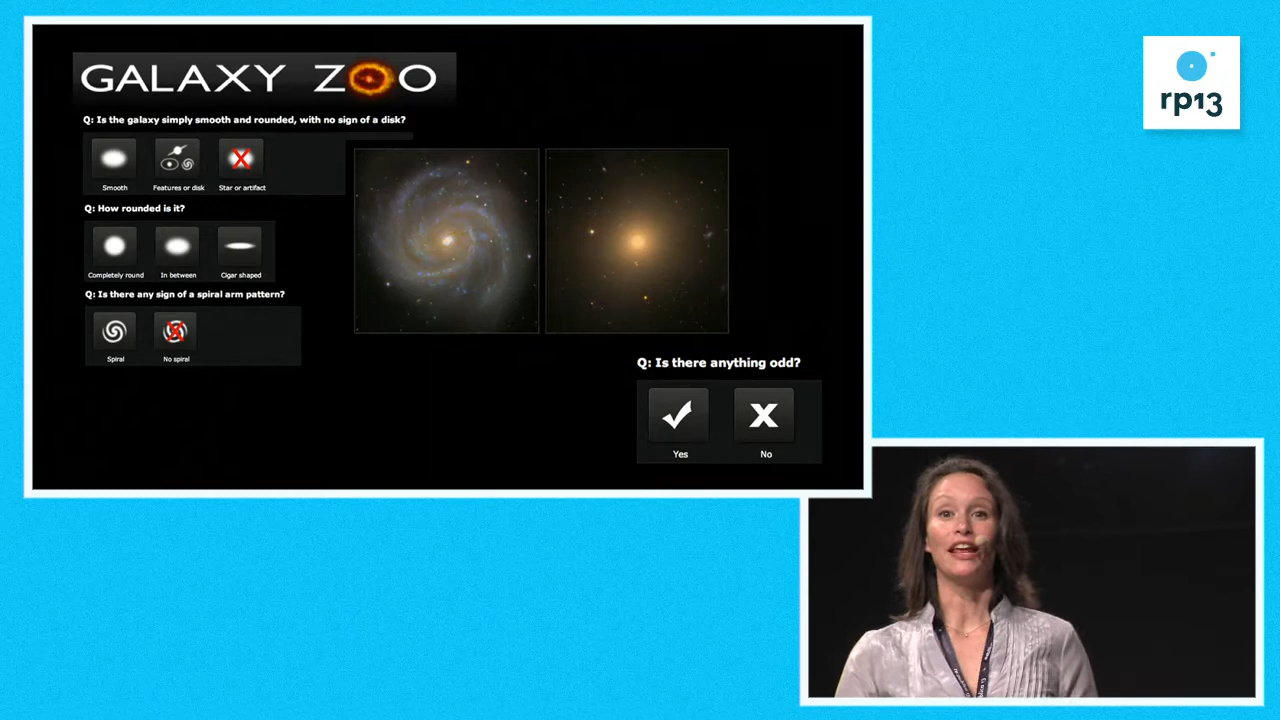 GALAXY ZOO
Q: Is the galaxy simply smooth and rounded, with no sign of a disk?
Smooth
Features or disk
Star or artifact
Q: How rounded is it?
Completely round
In between
Cigar shaped
Q: Is there any sign of a spiral arm pattern?
Spiral
No spiral
Q: Is there anything odd?
Yes
No
rp13